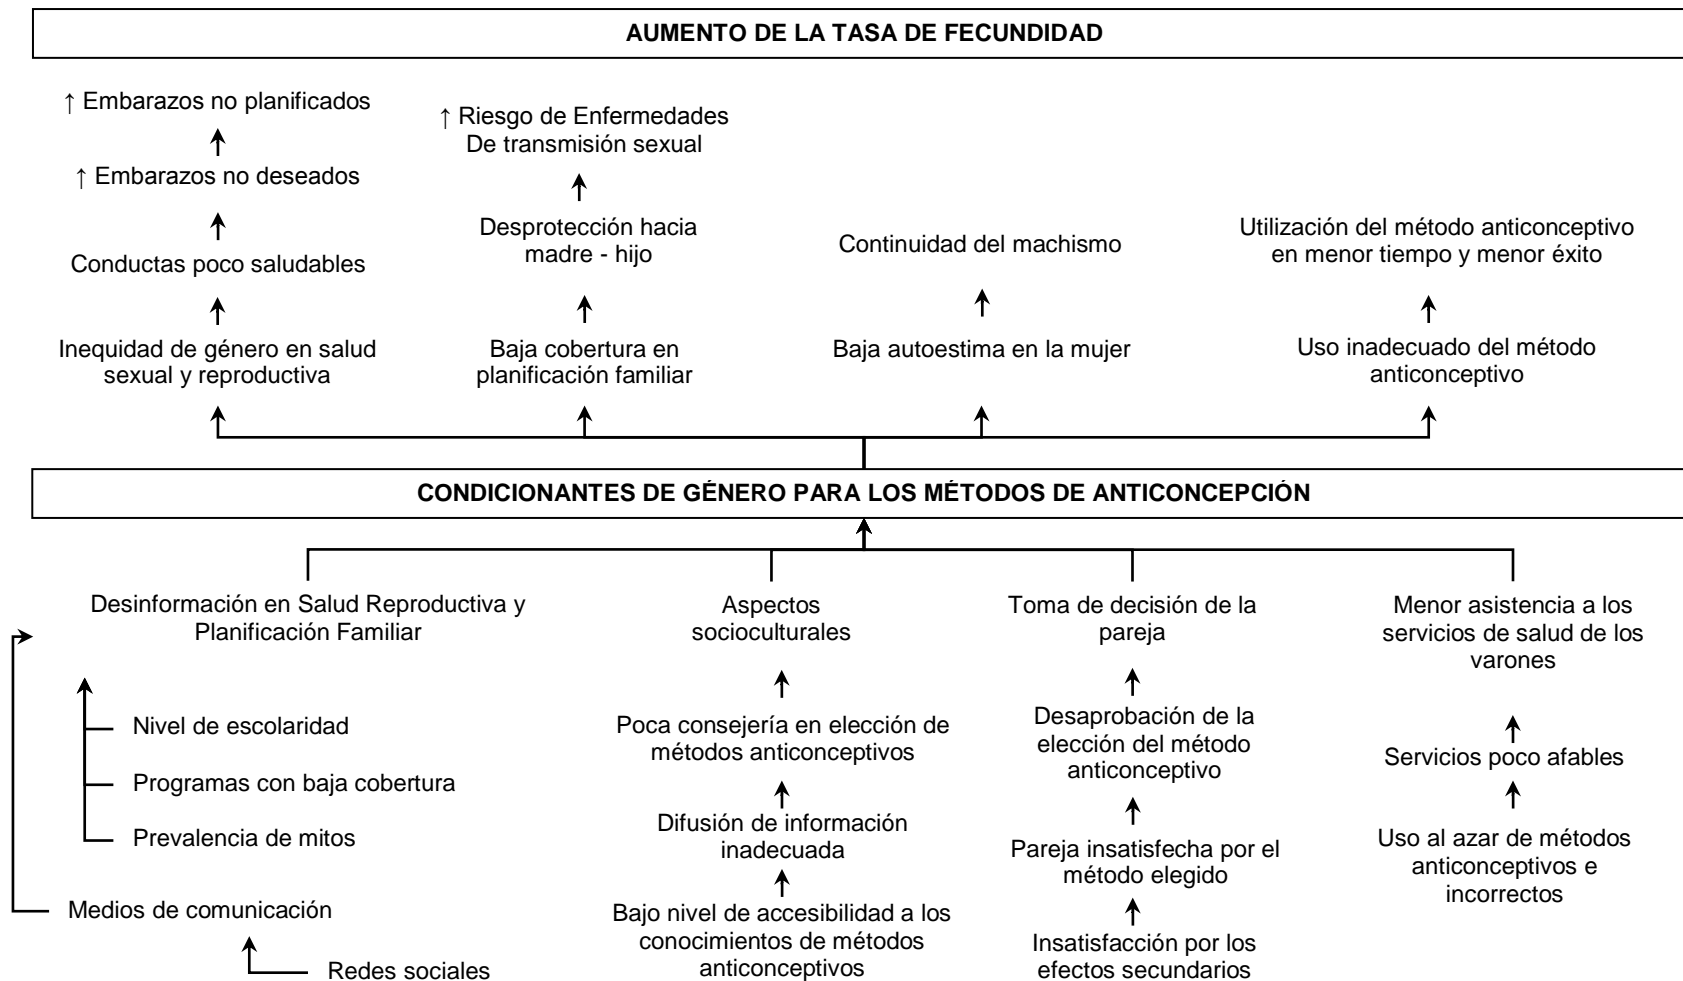 AUMENTO DE LA TASA DE FECUNDIDAD
↑ Embarazos no planificados
↑ Embarazos no deseados
Conductas poco saludables
Inequidad de género en salud
sexual y reproductiva
↑ Riesgo de Enfermedades
De transmisión sexual
Desprotección hacia
madre - hijo
Baja cobertura en
planificación familiar
Continuidad del machismo
Baja autoestima en la mujer
Utilización del método anticonceptivo
en menor tiempo y menor éxito
Uso inadecuado del método
anticonceptivo
CONDICIONANTES DE GÉNERO PARA LOS MÉTODOS DE ANTICONCEPCIÓN
Desinformación en Salud Reproductiva y
Planificación Familiar
Nivel de escolaridad
Programas con baja cobertura
Prevalencia de mitos
Medios de comunicación
Redes sociales
Aspectos
socioculturales
Poca consejería en elección de
métodos anticonceptivos
Difusión de información
inadecuada
Bajo nivel de accesibilidad a los
conocimientos de métodos
anticonceptivos
Toma de decisión de la
pareja
Desaprobación de la
elección del método
anticonceptivo
Pareja insatisfecha por el
método elegido
Insatisfacción por los
efectos secundarios
Menor asistencia a los
servicios de salud de los
varones
Servicios poco afables
Uso al azar de métodos
anticonceptivos e
incorrectos